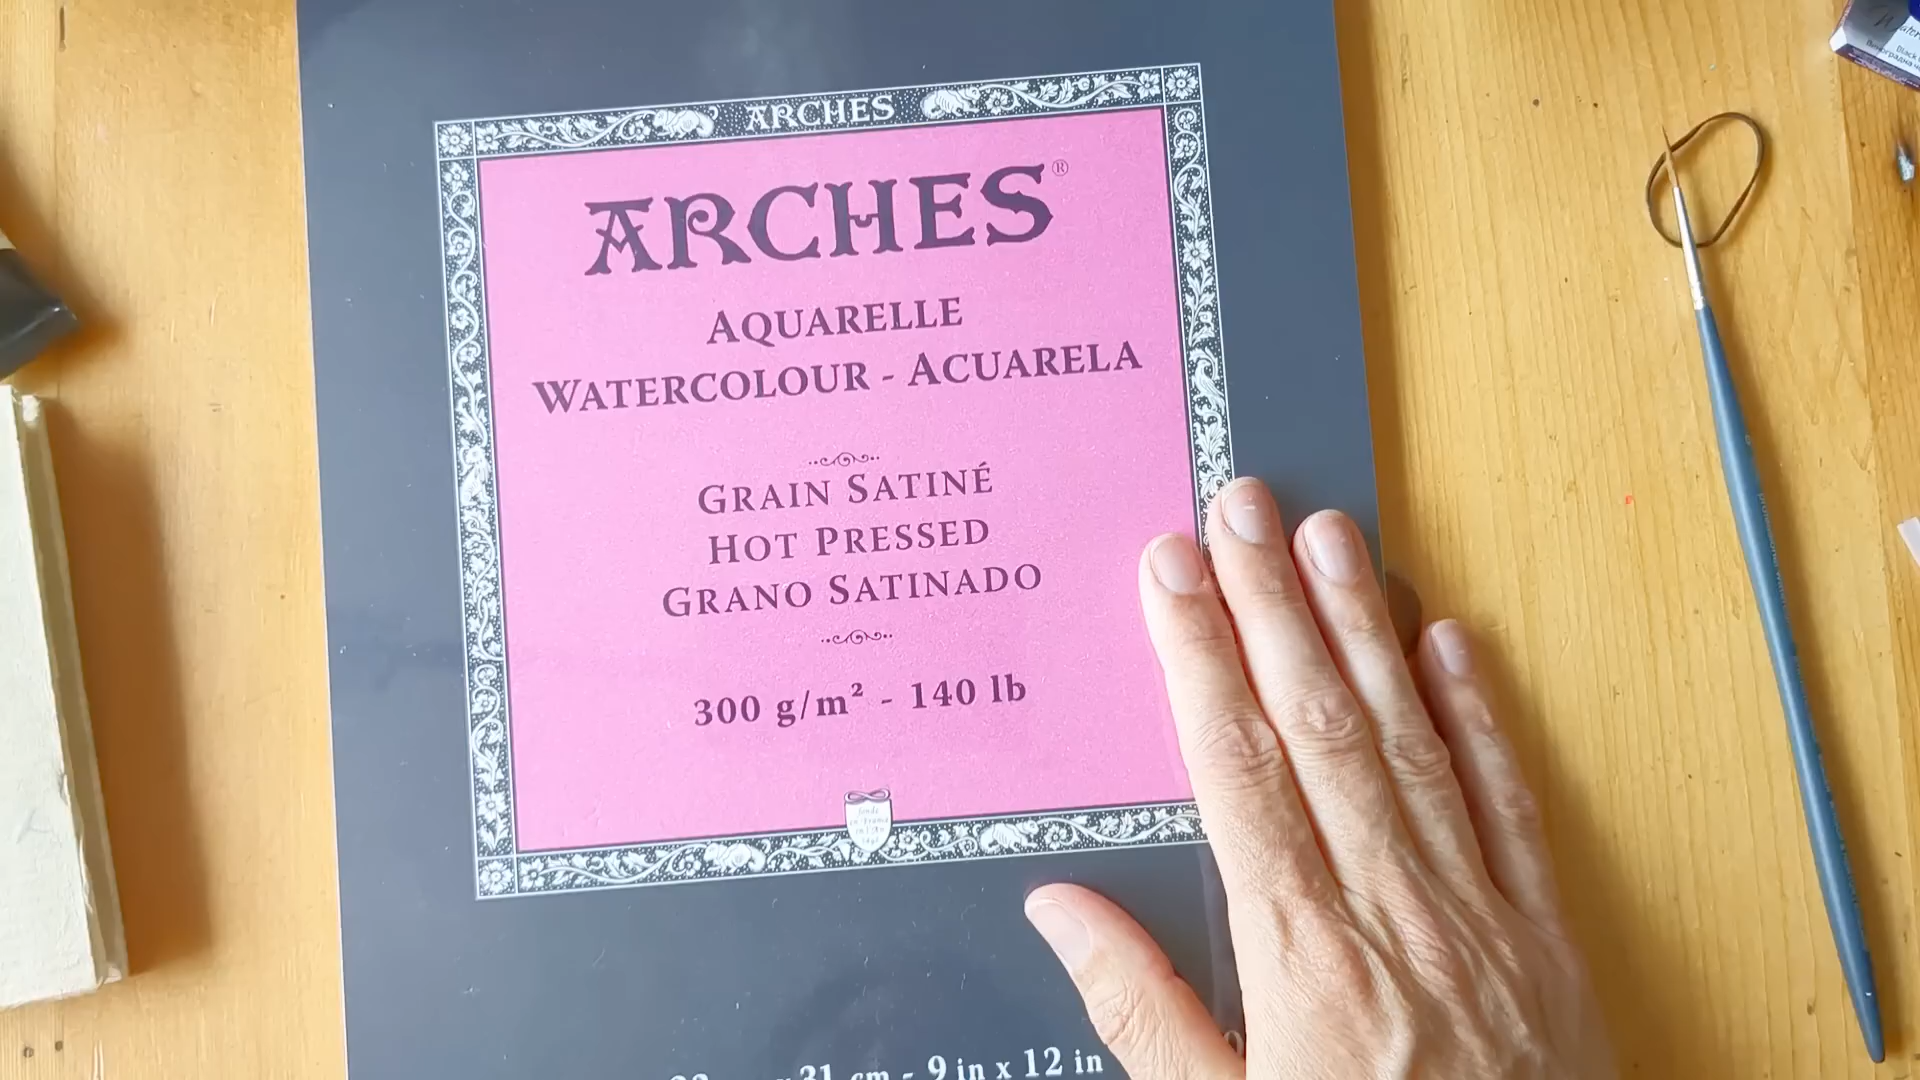 ARCHES
ARCHES®
AQUARELLE
WATERCOLOUR - ACUARELA
GRAIN SATINÉ
HOT PRESSED
GRANO SATINADO
300 g/m² - 140 lb
31 cm - 9 in x 12 in
Black